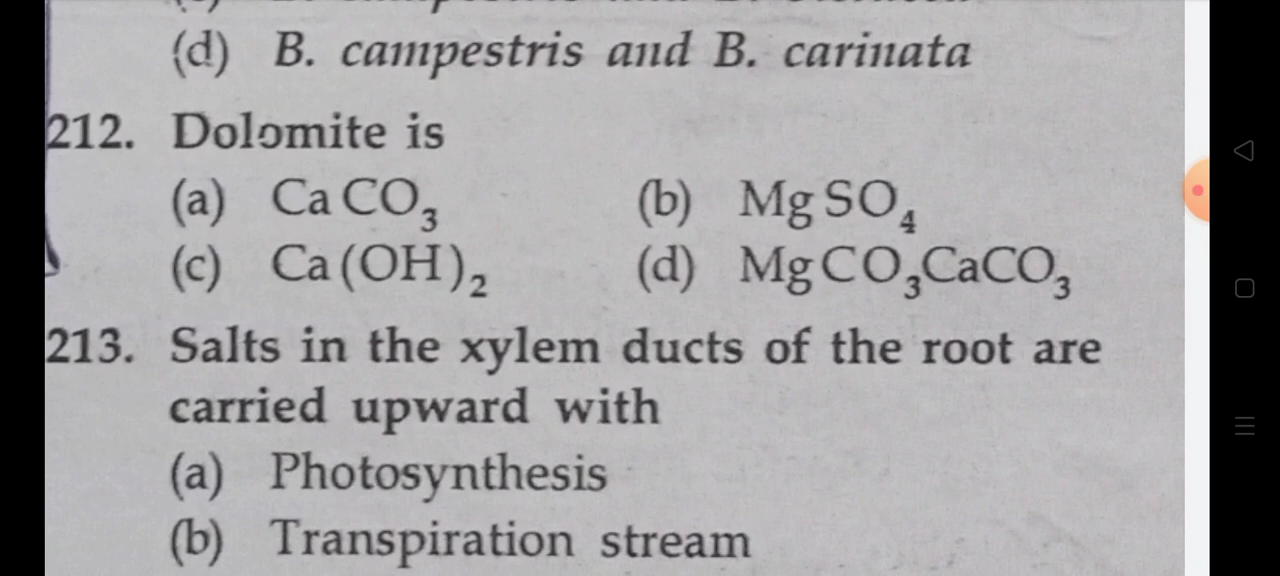 (d) B. campestris and B. carinata
212. Dolomite is
(a) CaCO₃ (b) MgSO₄
(c) Ca(OH)₂ (d) MgCO₃CaCO₃
213. Salts in the xylem ducts of the root are
carried upward with
(a) Photosynthesis
(b) Transpiration stream